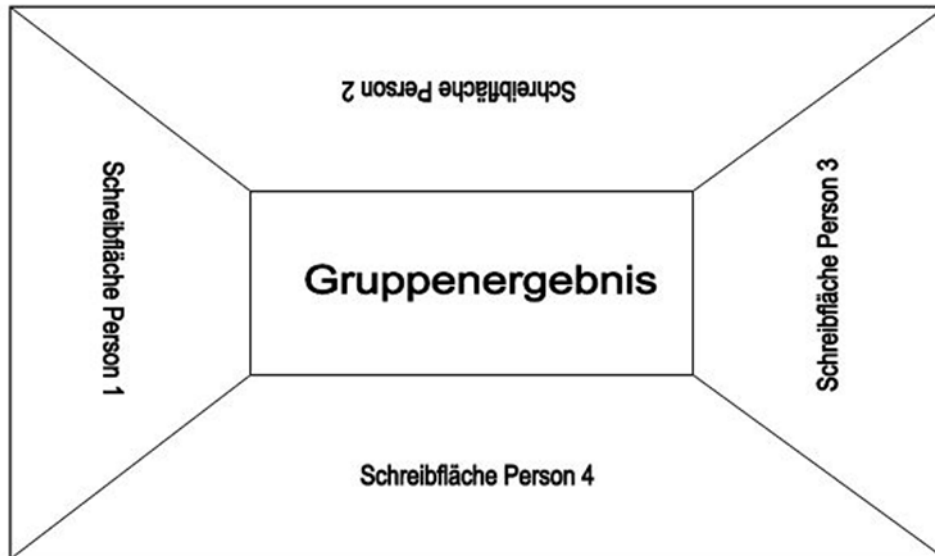 Schreibfläche Person 2
Schreibfläche Person 1
Gruppenergebnis
Schreibfläche Person 3
Schreibfläche Person 4